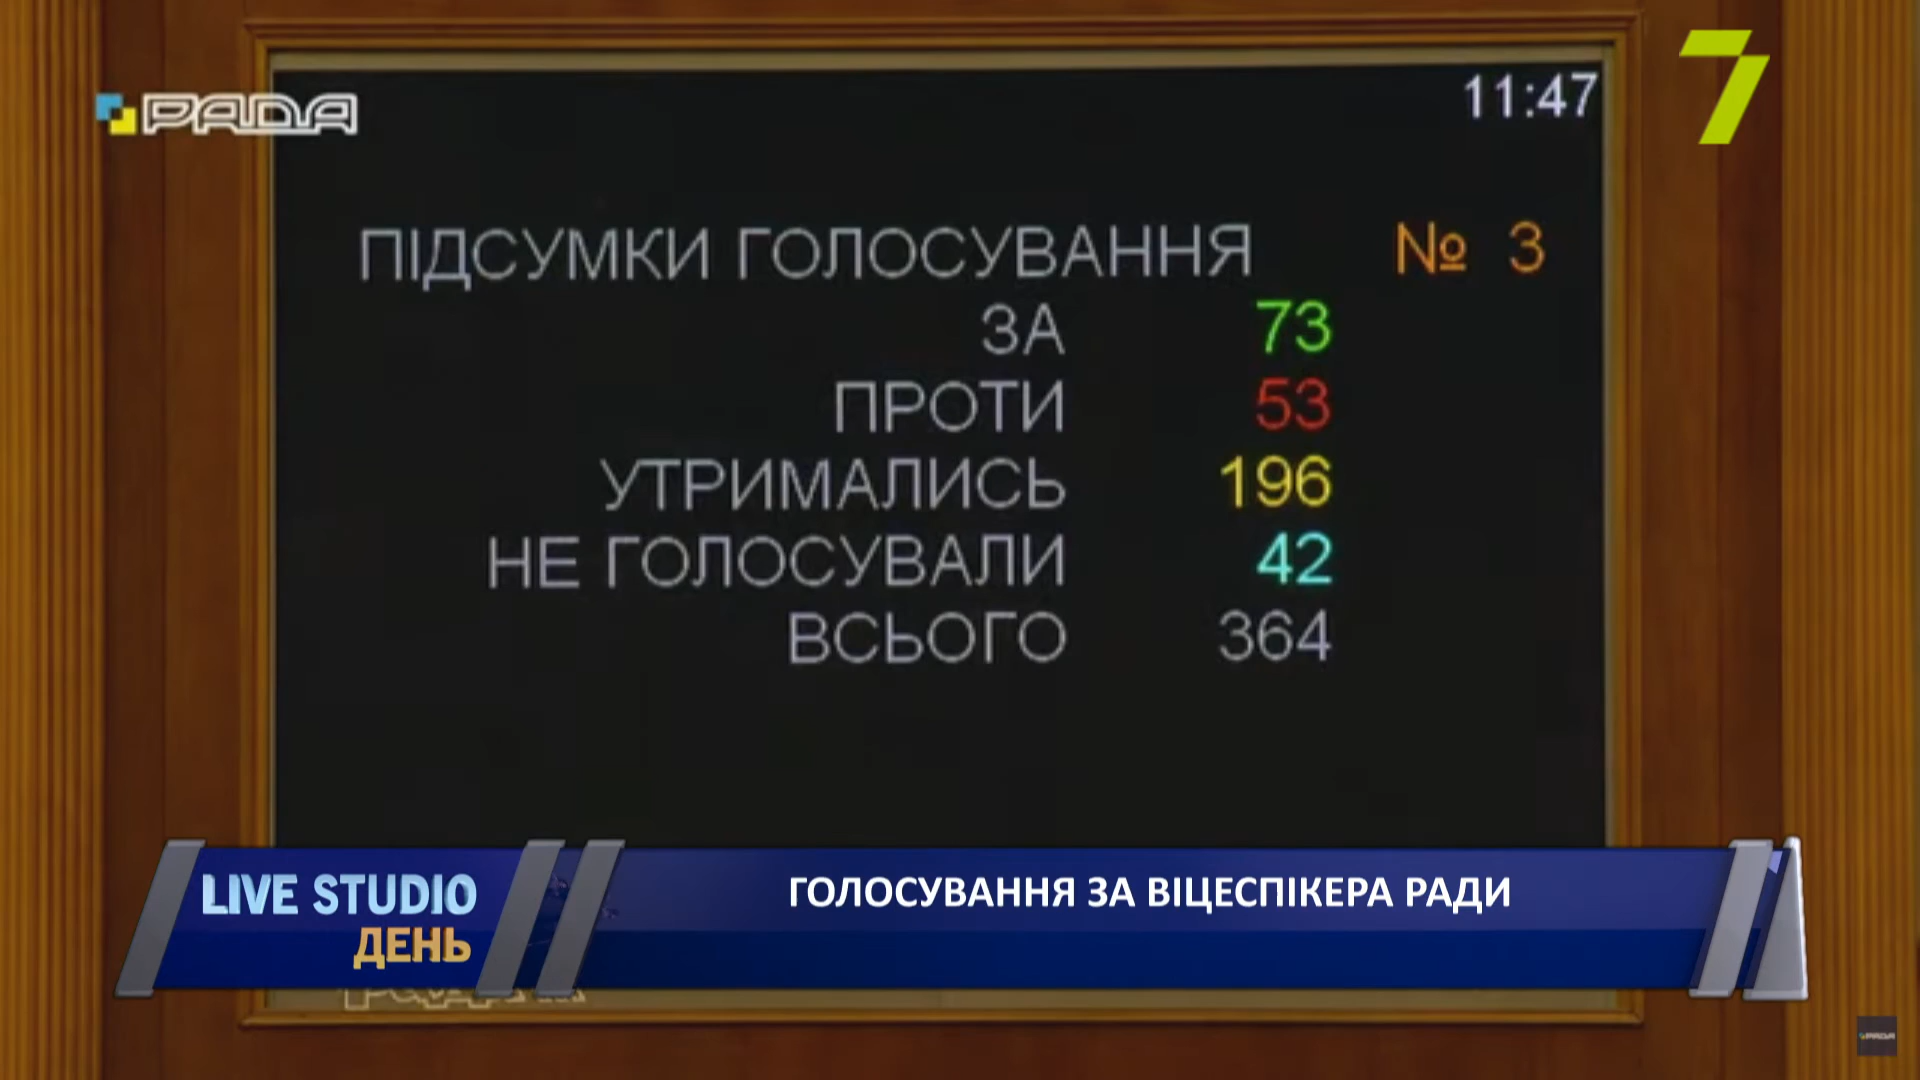 РАДА
11:47
7
ПІДСУМКИ ГОЛОСУВАННЯ № 3
ЗА 73
ПРОТИ 53
УТРИМАЛИСЬ 196
НЕ ГОЛОСУВАЛИ 42
ВСЬОГО 364
LIVE STUDIO
ДЕНЬ
ГОЛОСУВАННЯ ЗА ВІЦЕСПІКЕРА РАДИ
РАДА